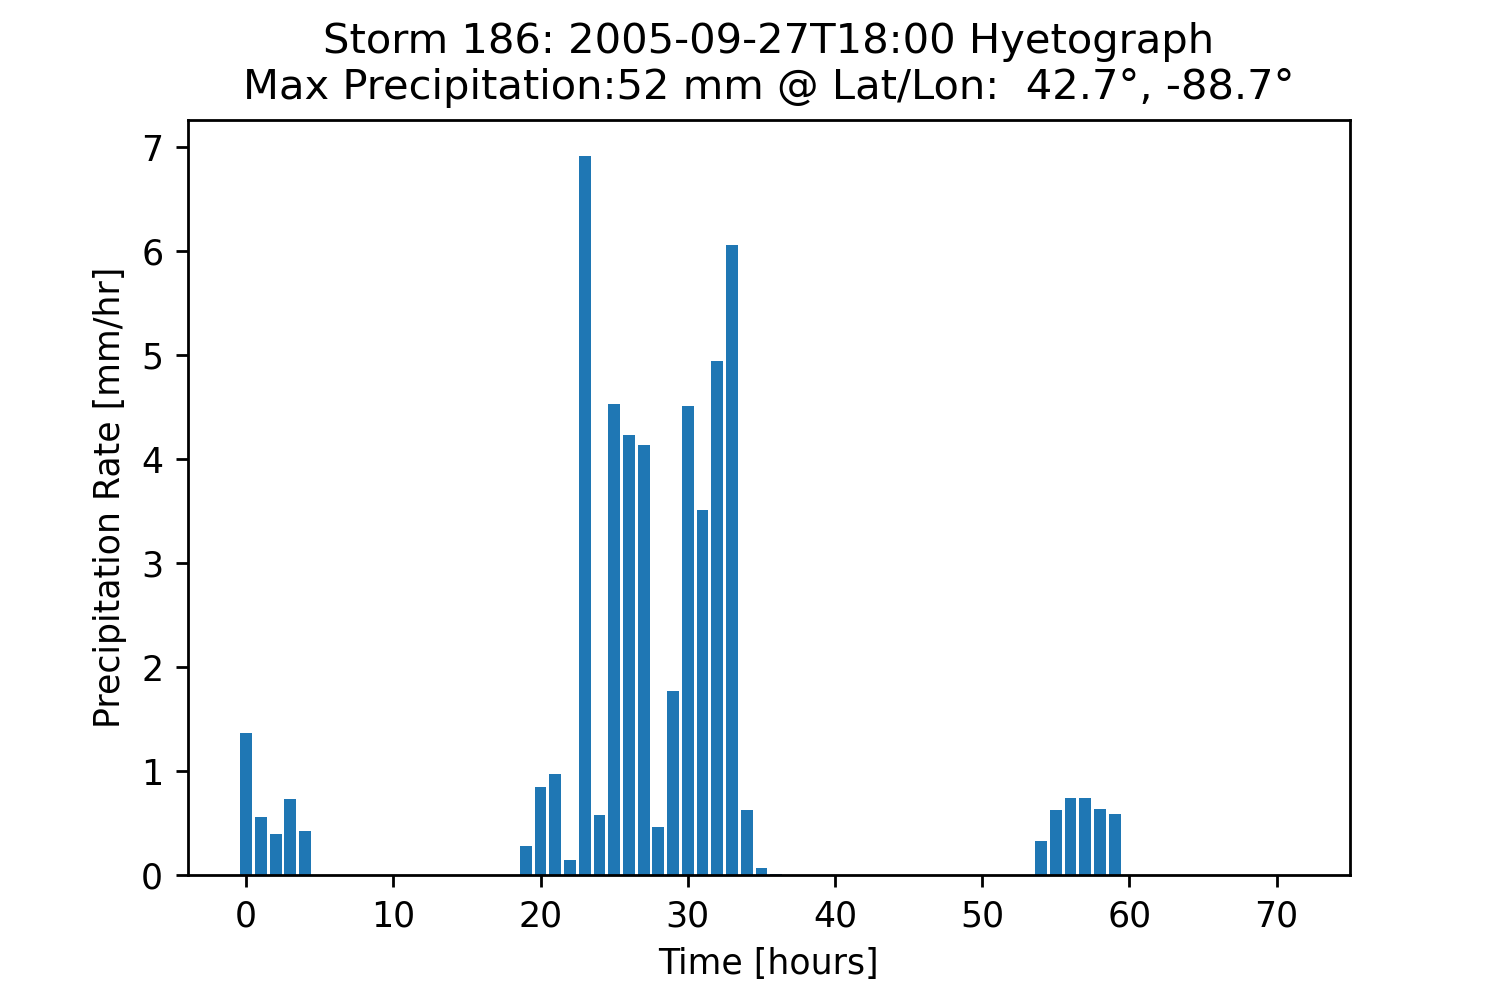 Storm 186: 2005-09-27T18:00 Hyetograph
Max Precipitation:52 mm @ Lat/Lon:  42.7°, -88.7°
Precipitation Rate [mm/hr]
7
6
5
4
3
2
1
0
0 10 20 30 40 50 60 70
Time [hours]